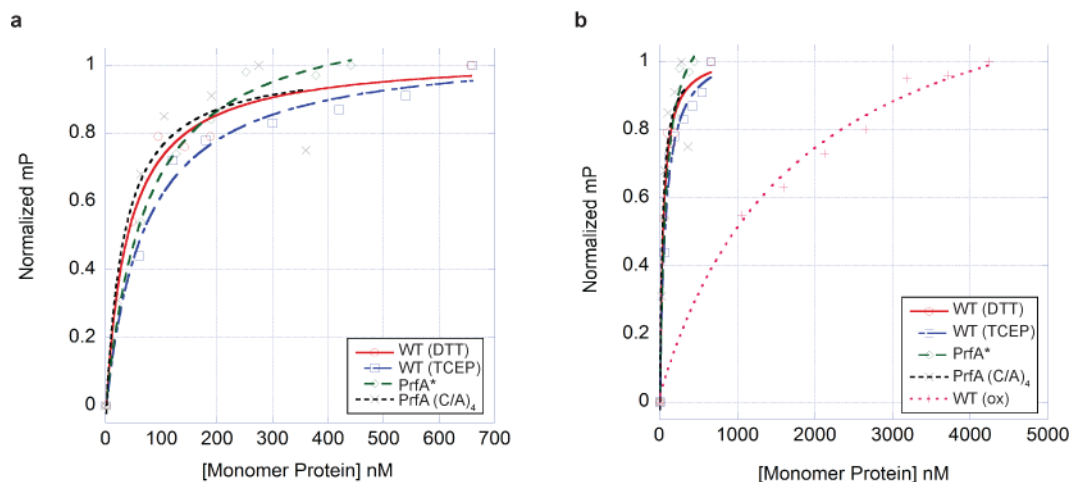 a
Normalized mP
1
0.8
0.6
0.4
0.2
0
0 100 200 300 400 500 600 700
[Monomer Protein] nM
WT (DTT)
WT (TCEP)
PrfA*
PrfA (C/A)₄
b
Normalized mP
1
0.8
0.6
0.4
0.2
0
0 1000 2000 3000 4000 5000
[Monomer Protein] nM
WT (DTT)
WT (TCEP)
PrfA*
PrfA (C/A)₄
WT (ox)